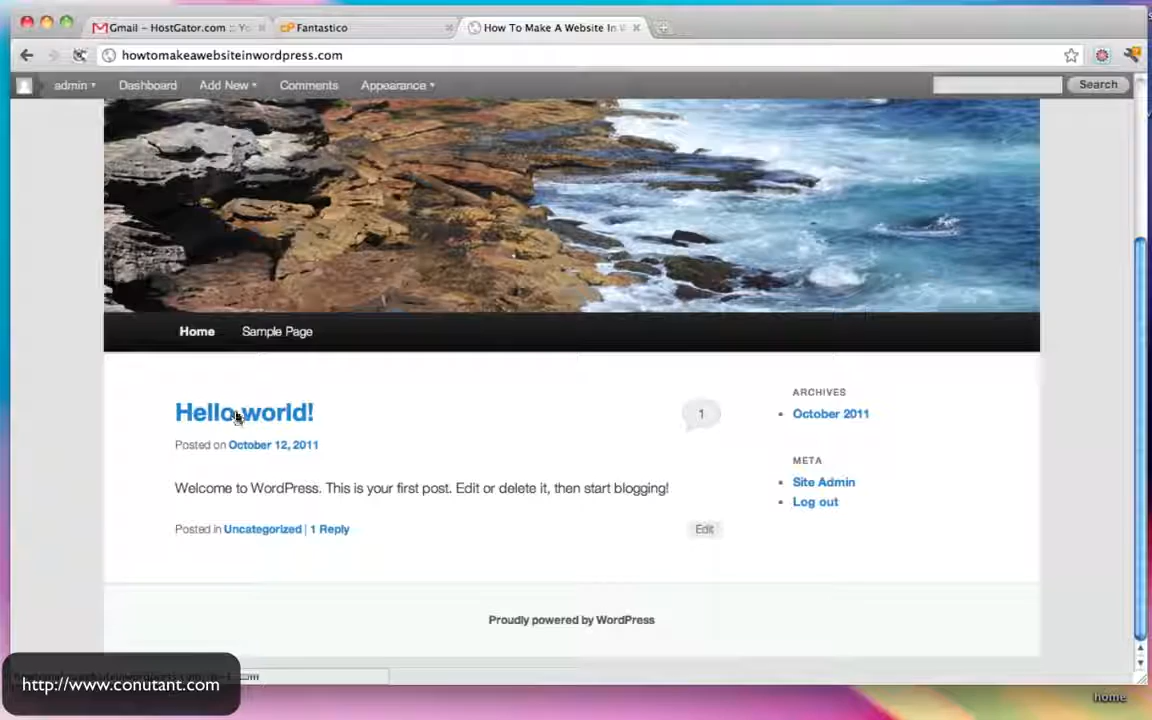 Gmail – HostGator.com :: Yo
cP Fantastico
How To Make A Website In W
howtomakeawebsiteinwordpress.com
admin
Dashboard
Add New
Comments
Appearance
Search
Home
Sample Page
Hello world!
1
Posted on October 12, 2011
Welcome to WordPress. This is your first post. Edit or delete it, then start blogging!
Posted in Uncategorized | 1 Reply
Edit
ARCHIVES
October 2011
META
Site Admin
Log out
Proudly powered by WordPress
http://www.conutant.com
home